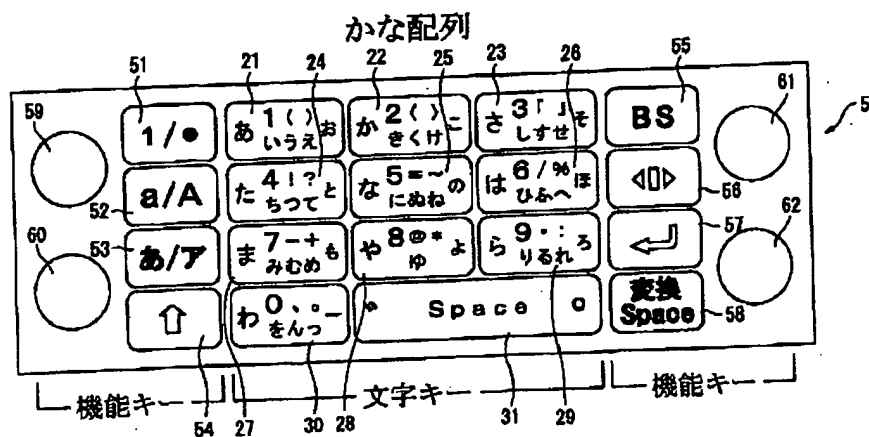 かな配列
51 21 24 22 25 23 26 55 61
59 5
1/●
あ 1 ( ) お
いうえ
か 2 〈 〉 こ
きくけ
さ 3 「 」 そ
しすせ
BS
a/A
た 4 ! ? と
ちつて
な 5 = ~ の
にぬね
は 6 / % ほ
ひふへ
52 56
60 53 57 62
あ/ア
ま 7 - + も
みむめ
や 8 @ * よ
ゆ
ら 9 ・ : ろ
りるれ
⇧
わ 0 、 。 ー
をんっ
゛ Space ゜
変換
Space
58
機能キー 文字キー 機能キー
54 27 30 28 31 29